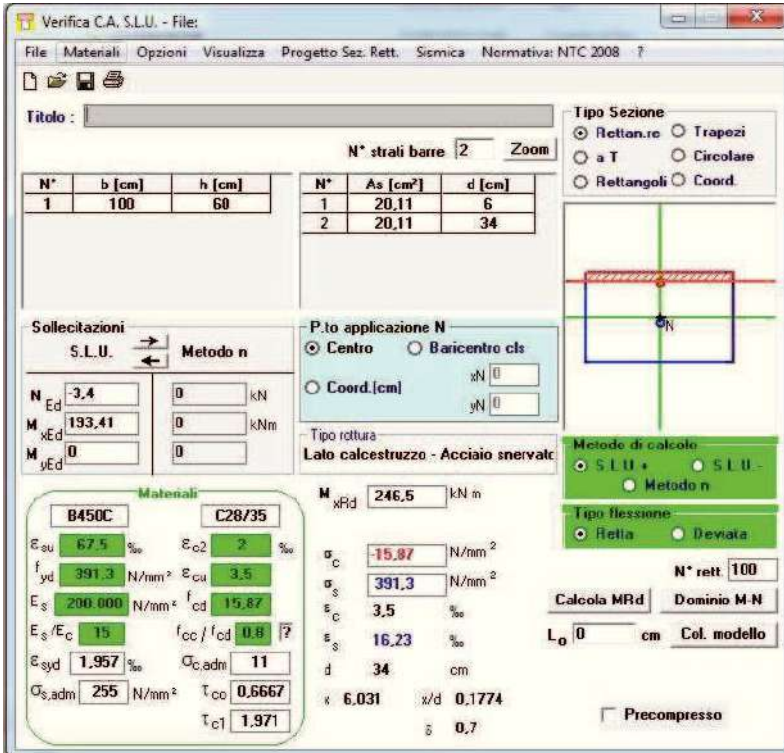 Verifica C.A. S.L.U. - File:
File Materiali Opzioni Visualizza Progetto Sez. Rett. Sismica Normativa: NTC 2008 ?
Titolo :
N° strati barre 2 Zoom
N° b [cm] h [cm]
1 100 60
N° As [cm²] d [cm]
1 20,11 6
2 20,11 34
Tipo Sezione
Rettan.re Trapezi
a T Circolare
Rettangoli Coord.
N
Sollecitazioni
S.L.U. Metodo n
N Ed -3,4 0 kN
M xEd 193,41 0 kNm
M yEd 0 0
P.to applicazione N
Centro Baricentro cls
Coord.[cm] xN 0
yN 0
Tipo rottura
Lato calcestruzzo - Acciaio snervato
Metodo di calcolo
S.L.U.+ S.L.U.-
Metodo n
Tipo flessione
Retta Deviata
N° rett. 100
Calcola MRd Dominio M-N
L₀ 0 cm Col. modello
Precompresso
Materiali
B450C C28/35
εsu 67,5 ‰ εc2 2 ‰
fyd 391,3 N/mm² εcu 3,5
Es 200.000 N/mm² fcd 15,87
Es/Ec 15 fcc/fcd 0,8 ?
εsyd 1,957 ‰ σc,adm 11
σs,adm 255 N/mm² τco 0,6667
τc1 1,971
M xRd 246,5 kN m
σc -15,87 N/mm²
σs 391,3 N/mm²
εc 3,5 ‰
εs 16,23 ‰
d 34 cm
x 6,031 x/d 0,1774
δ 0,7